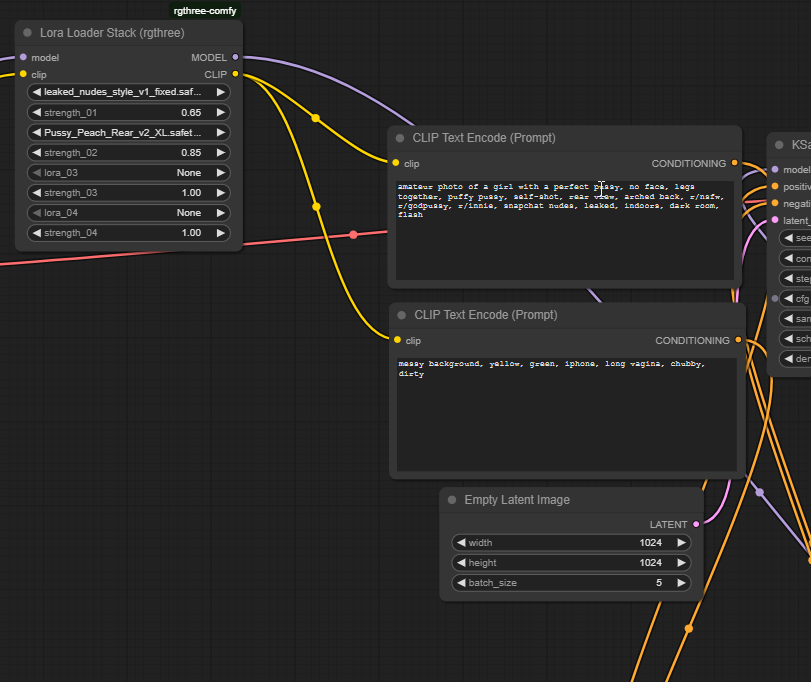 rgthree-comfy
Lora Loader Stack (rgthree)
model MODEL
clip CLIP
leaked_nudes_style_v1_fixed.saf...
strength_01 0.65
Pussy_Peach_Rear_v2_XL.safet...
strength_02 0.85
lora_03 None
strength_03 1.00
lora_04 None
strength_04 1.00
CLIP Text Encode (Prompt)
clip CONDITIONING
amateur photo of a girl with a perfect pussy, no face, legs
together, puffy pussy, self-shot, rear view, arched back, r/nsfw,
r/godpussy, r/innie, snapchat nudes, leaked, indoors, dark room,
flash
CLIP Text Encode (Prompt)
clip CONDITIONING
messy background, yellow, green, iphone, long vagina, chubby,
dirty
Empty Latent Image
LATENT
width 1024
height 1024
batch_size 5
KSa
model
positiv
negati
latent_
see
con
step
cfg
sam
sch
den